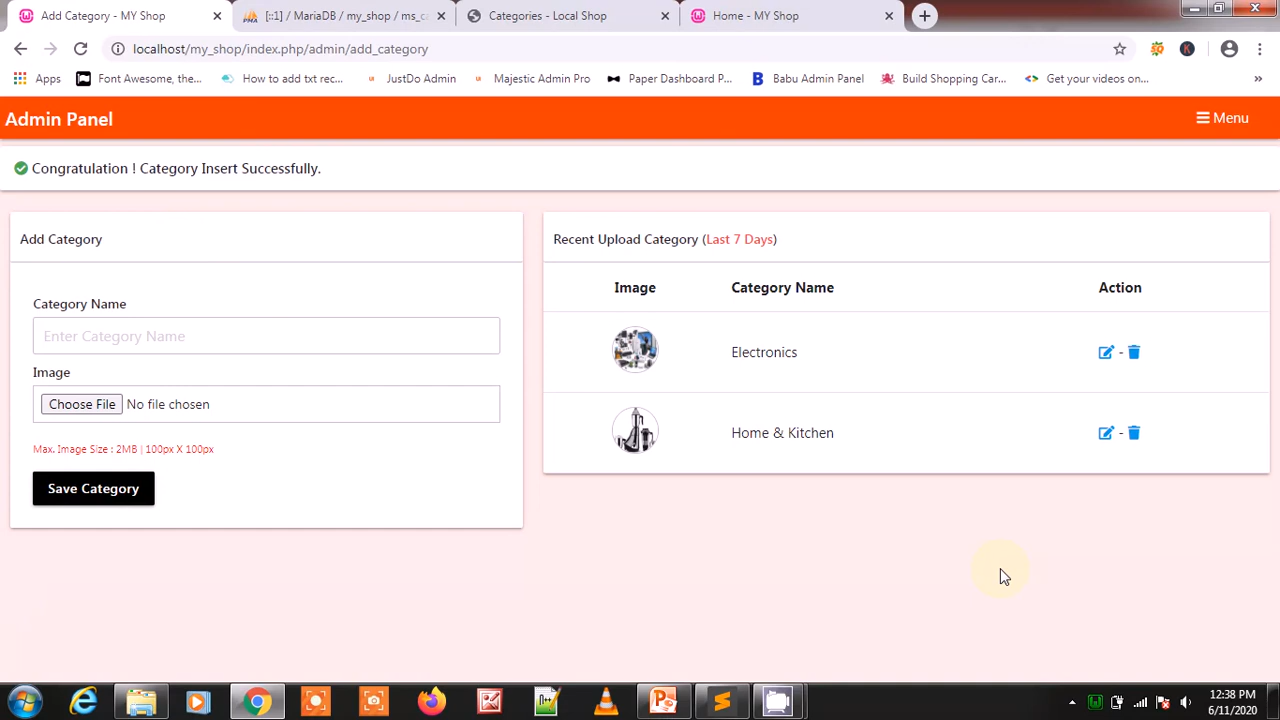 Add Category - MY Shop
[::1] / MariaDB / my_shop / ms_c
Categories - Local Shop
Home - MY Shop
localhost/my_shop/index.php/admin/add_category
Apps
Font Awesome, the...
How to add txt rec...
JustDo Admin
Majestic Admin Pro
Paper Dashboard P...
Babu Admin Panel
Build Shopping Car...
Get your videos on...
»
Admin Panel
Menu
Congratulation ! Category Insert Successfully.
Add Category
Category Name
Enter Category Name
Image
Choose File No file chosen
Max. Image Size : 2MB | 100px X 100px
Save Category
Recent Upload Category (Last 7 Days)
Image Category Name Action
Electronics -
Home & Kitchen -
12:38 PM
6/11/2020